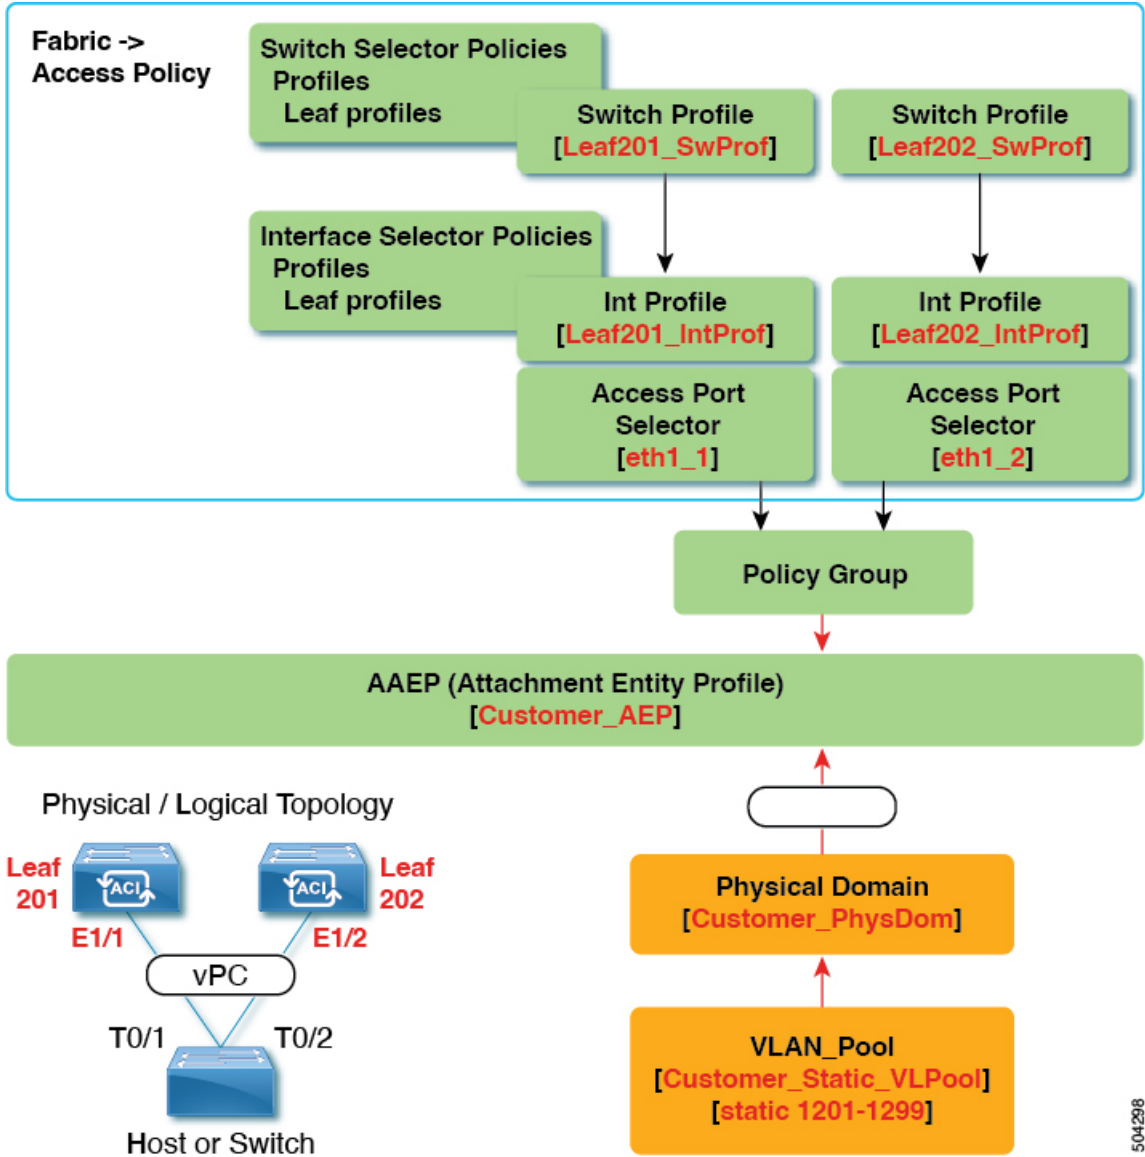 Fabric ->
Access Policy
Switch Selector Policies
Profiles
Leaf profiles
Switch Profile
[Leaf201_SwProf]
Switch Profile
[Leaf202_SwProf]
Interface Selector Policies
Profiles
Leaf profiles
Int Profile
[Leaf201_IntProf]
Int Profile
[Leaf202_IntProf]
Access Port
Selector
[eth1_1]
Access Port
Selector
[eth1_2]
Policy Group
AAEP (Attachment Entity Profile)
[Customer_AEP]
Physical / Logical Topology
Leaf
201
ACI
ACI
Leaf
202
E1/1
E1/2
vPC
T0/1
T0/2
Host or Switch
Physical Domain
[Customer_PhysDom]
VLAN_Pool
[Customer_Static_VLPool]
[static 1201-1299]
504298